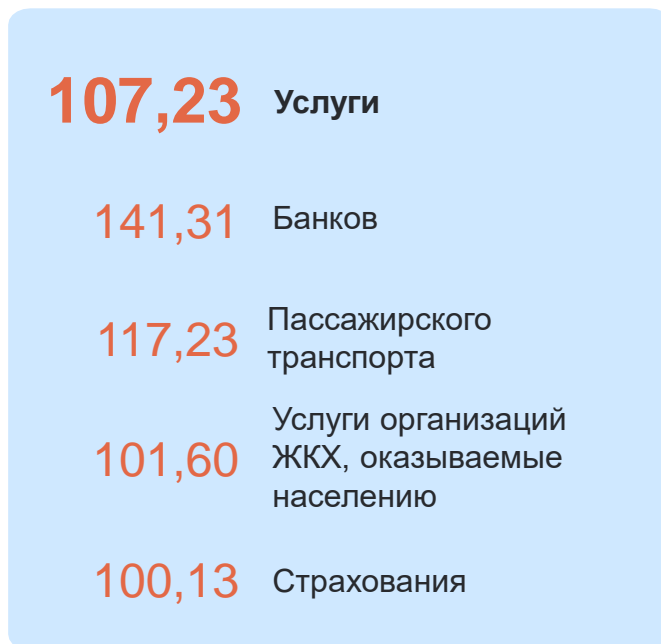 107,23 Услуги
141,31 Банков
117,23 Пассажирского
транспорта
101,60 Услуги организаций
ЖКХ, оказываемые
населению
100,13 Страхования